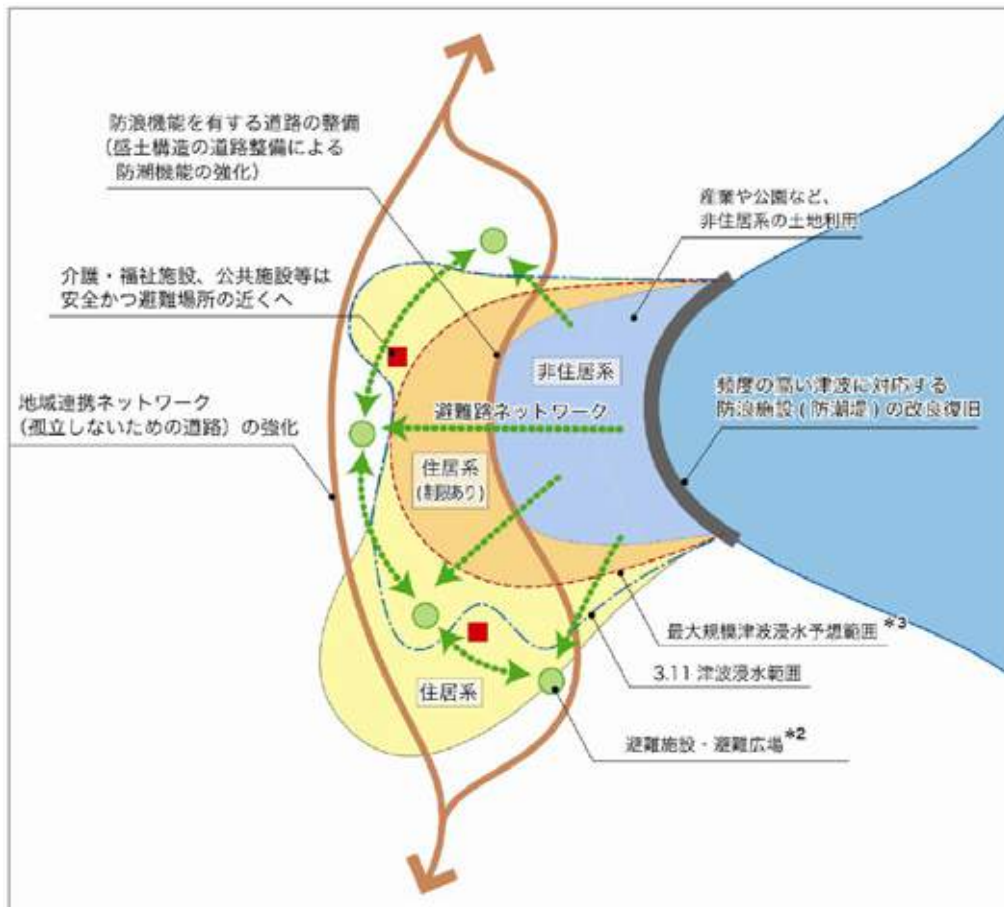 防浪機能を有する道路の整備
（盛土構造の道路整備による
防潮機能の強化）
産業や公園など、
非住居系の土地利用
介護・福祉施設、公共施設等は
安全かつ避難場所の近くへ
非住居系
頻度の高い津波に対応する
防浪施設(防潮堤)の改良復旧
地域連携ネットワーク
（孤立しないための道路）の強化
避難路ネットワーク
住居系
(制限あり)
最大規模津波浸水予想範囲*3
3.11 津波浸水範囲
住居系
避難施設・避難広場*2